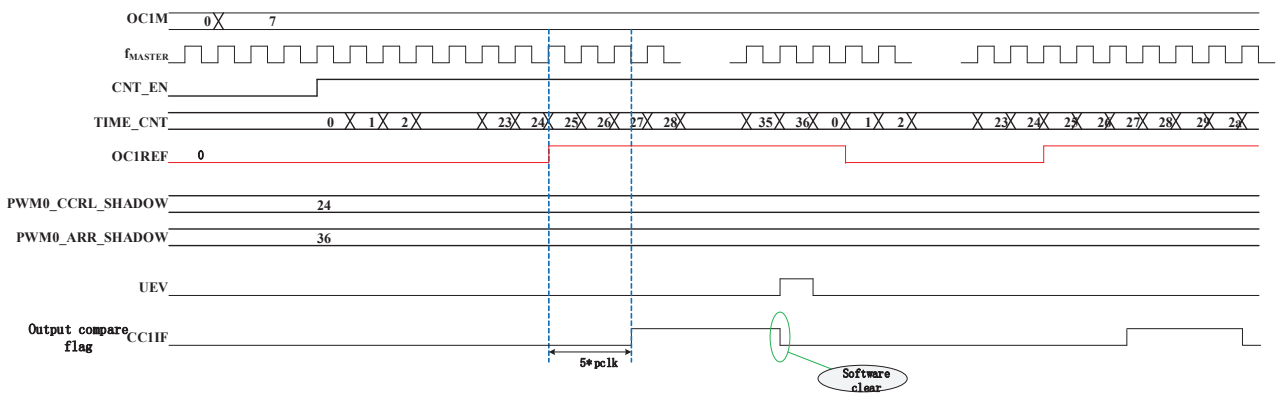 OC1M 0 7
fMASTER
CNT_EN
TIME_CNT 0 1 2 23 24 25 26 27 28 35 36 0 1 2 23 24 25 26 27 28 29 2a
OC1REF 0
PWM0_CCRL_SHADOW 24
PWM0_ARR_SHADOW 36
UEV
Output compare
flag
CC1IF
5*pclk
Software
clear